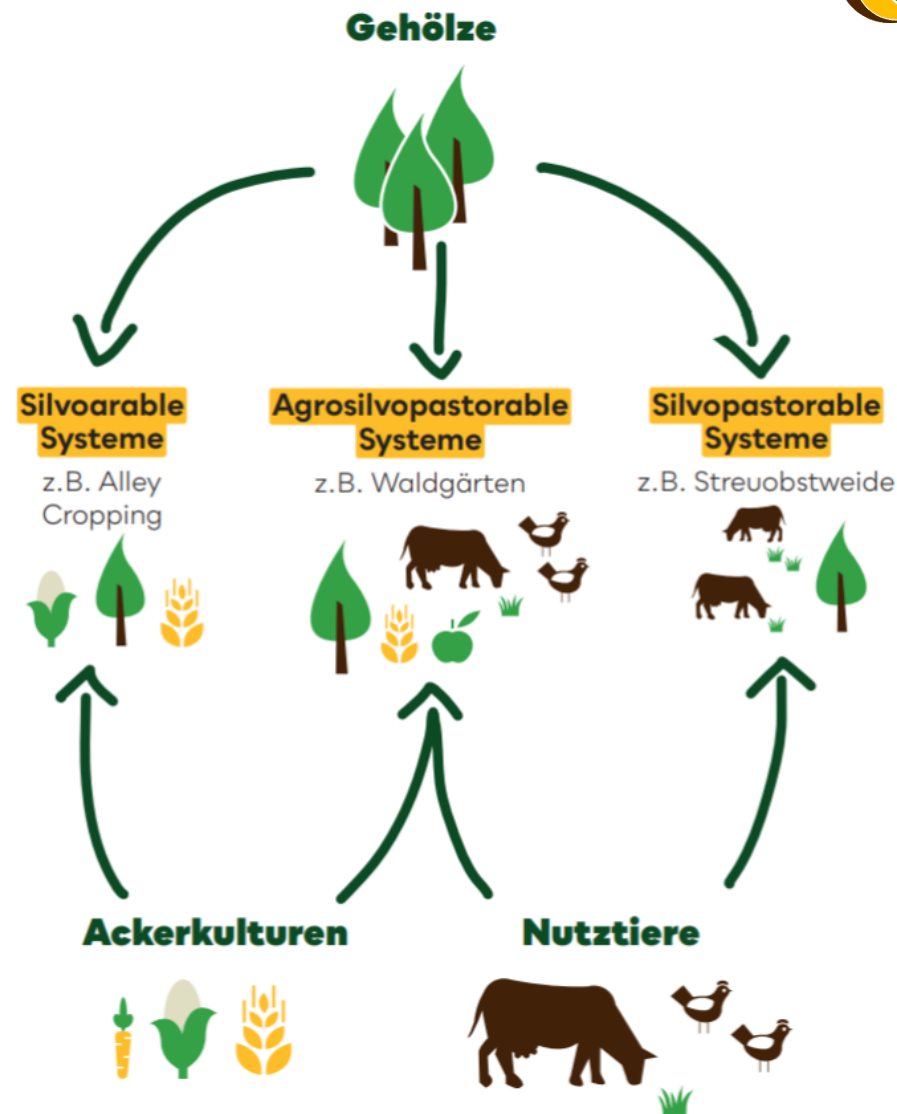 Gehölze
Silvoarable
Systeme
z.B. Alley
Cropping
Agrosilvopastorable
Systeme
z.B. Waldgärten
Silvopastorable
Systeme
z.B. Streuobstweide
Ackerkulturen
Nutztiere